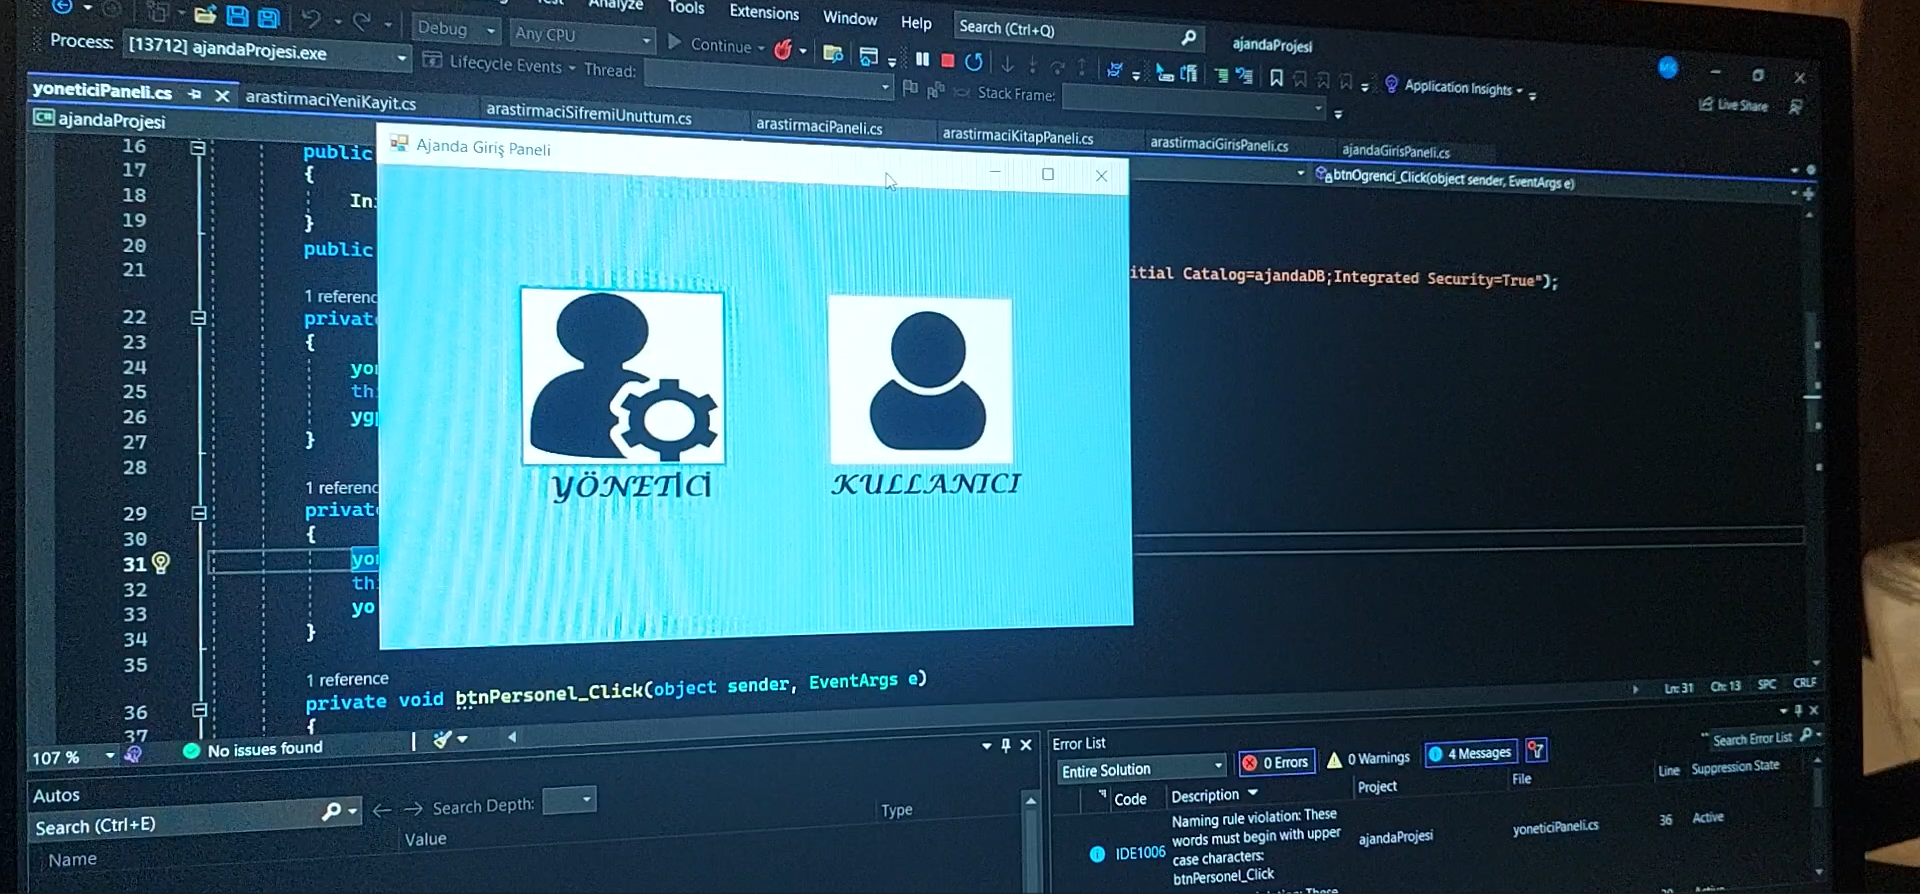 Analyze Tools Extensions Window Help Search (Ctrl+Q) ajandaProjesi
Debug Any CPU
Process: [13712] ajandaProjesi.exe Lifecycle Events Thread: Continue Stack Frame: Application Insights
Live Share
yoneticiPaneli.cs arastirmaciYeniKayit.cs arastirmaciSifremiUnuttum.cs arastirmaciPaneli.cs arastirmaciKitapPaneli.cs arastirmaciGirisPaneli.cs ajandaGirisPaneli.cs
C# ajandaProjesi btnOgrenci_Click(object sender, EventArgs e)
Ajanda Giriş Paneli
YÖNETİCİ KULLANICI
16 public
17 {
18 In
19 }
20 public
21 itial Catalog=ajandaDB;Integrated Security=True");
1 referenc
22 privat
23 {
24 yo
25 th
26 yg
27 }
28
1 referenc
29 privat
30 {
31 yo
32 th
33 yo
34 }
35
1 reference
36 private void btnPersonel_Click(object sender, EventArgs e)
37 {
107 % No issues found Ln: 31 Ch: 13 SPC CRLF
Autos
Search (Ctrl+E) Search Depth:
Name Value Type
Error List
Entire Solution 0 Errors 0 Warnings 4 Messages Search Error List
Code Description Project File Line Suppression State
IDE1006 Naming rule violation: These words must begin with upper case characters: btnPersonel_Click ajandaProjesi yoneticiPaneli.cs 36 Active